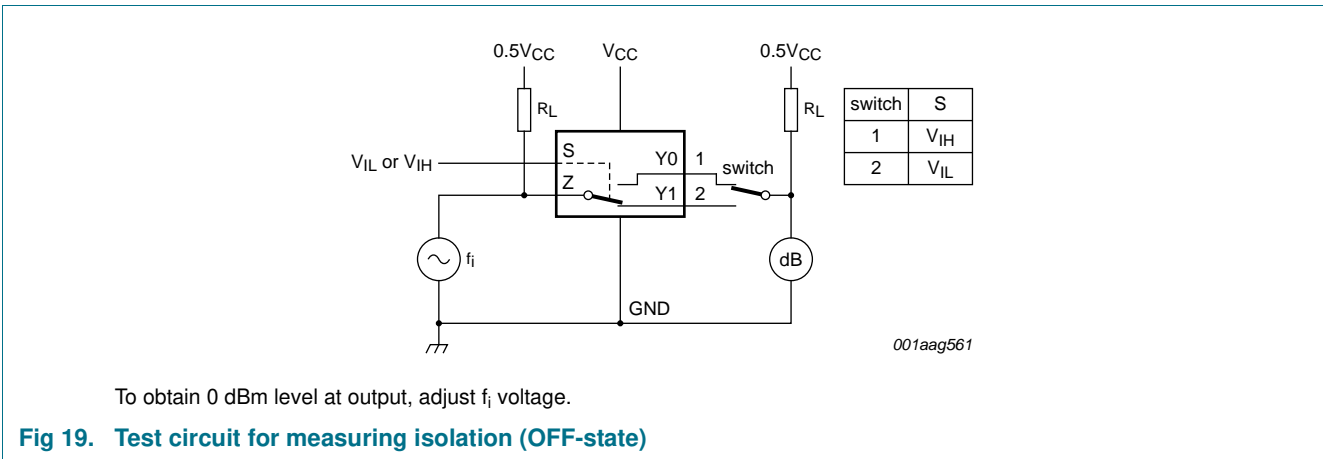 0.5VCC VCC 0.5VCC
RL RL
switch S
1 VIH
2 VIL
VIL or VIH
S Y0 1 switch
Z Y1 2
fi dB
GND
001aag561
To obtain 0 dBm level at output, adjust fi voltage.
Fig 19. Test circuit for measuring isolation (OFF-state)